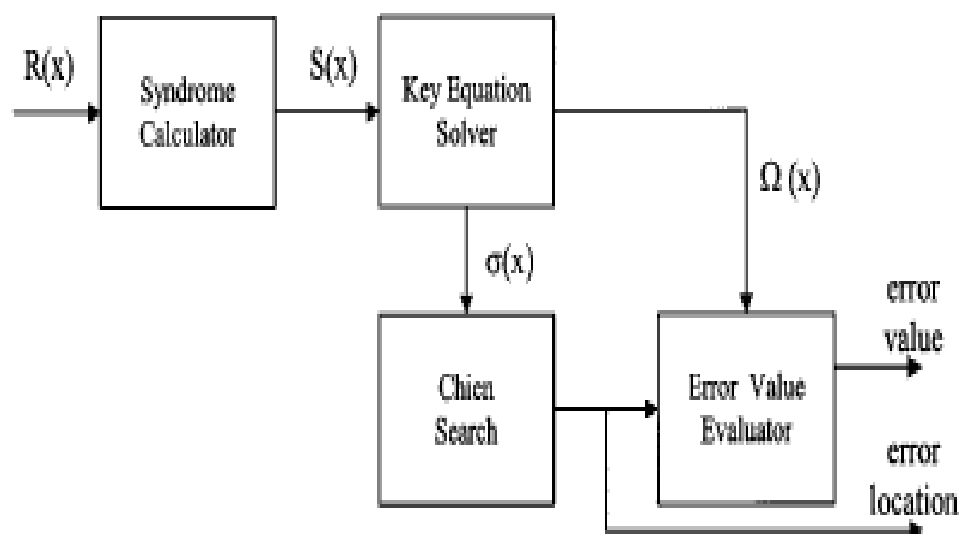 R(x)
Syndrome
Calculator
S(x)
Key Equation
Solver
Ω (x)
σ(x)
error
value
Chien
Search
Error Value
Evaluator
error
location